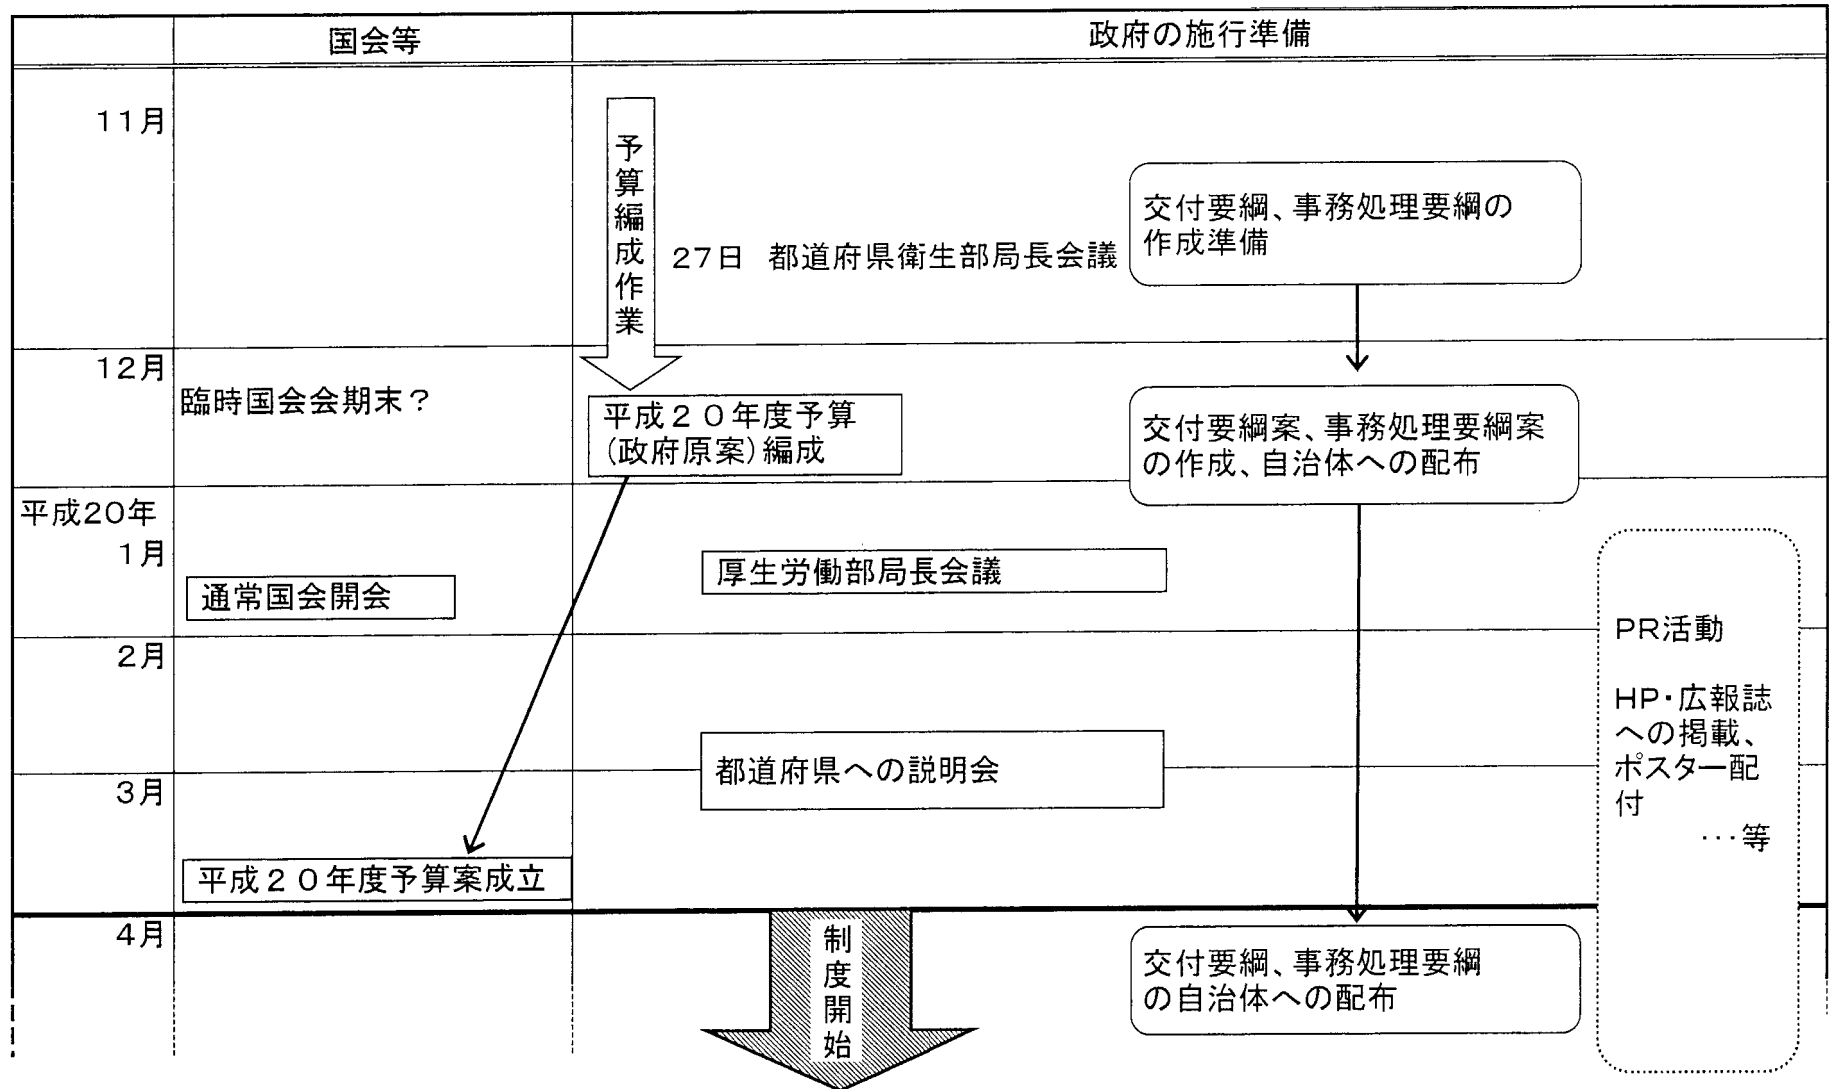 国会等
政府の施行準備
11月
予算編成作業
27日 都道府県衛生部局長会議
交付要綱、事務処理要綱の
作成準備
12月
臨時国会会期末？
平成２０年度予算
(政府原案)編成
交付要綱案、事務処理要綱案
の作成、自治体への配布
平成20年
1月
通常国会開会
厚生労働部局長会議
2月
都道府県への説明会
3月
平成２０年度予算案成立
PR活動
HP・広報誌
への掲載、
ポスター配
付
…等
4月
制度開始
交付要綱、事務処理要綱
の自治体への配布